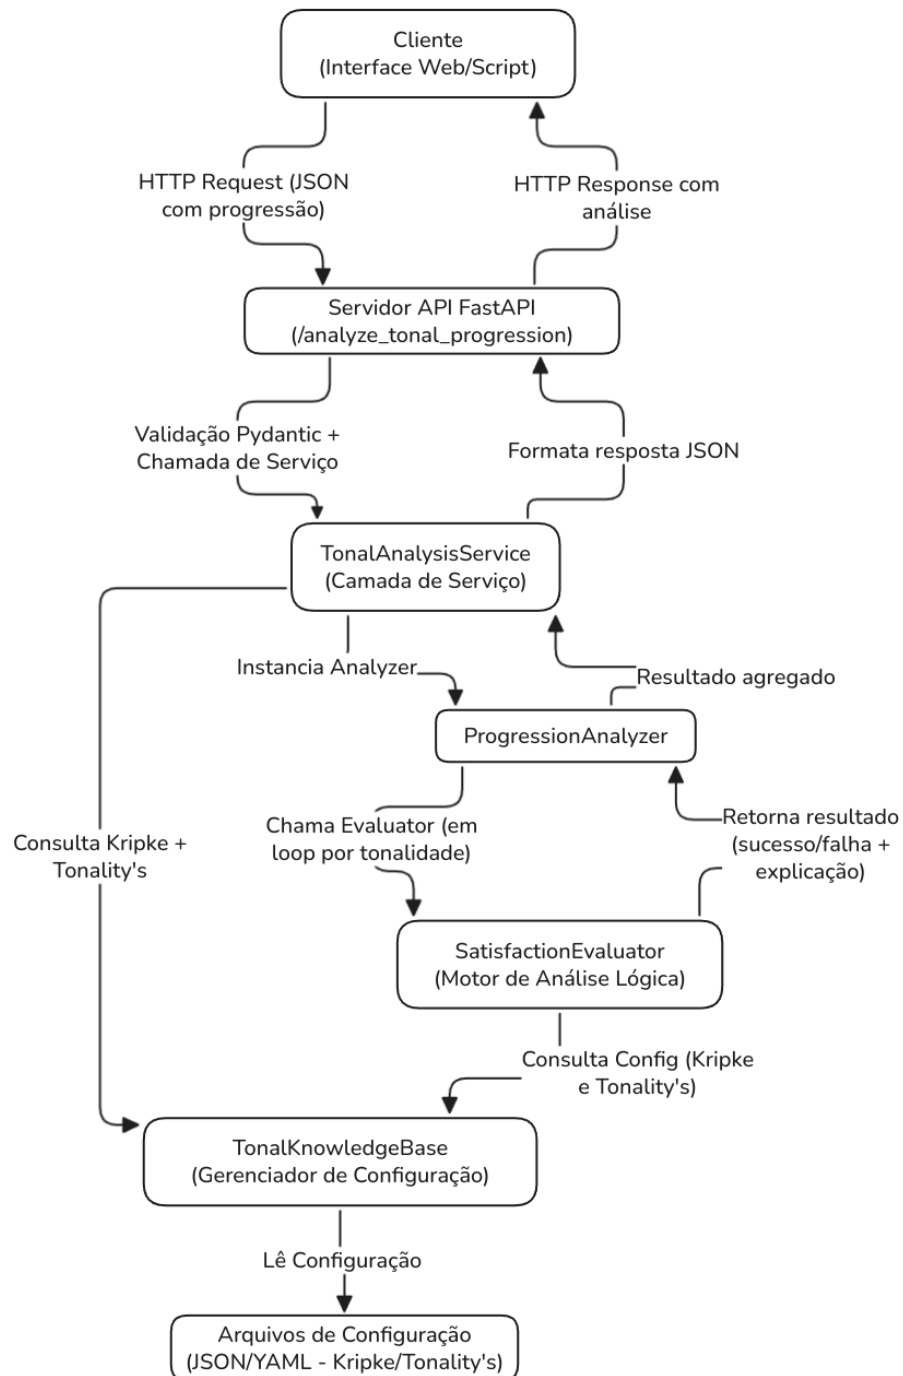 Cliente
(Interface Web/Script)
HTTP Request (JSON
com progressão)
HTTP Response com
análise
Servidor API FastAPI
(/analyze_tonal_progression)
Validação Pydantic +
Chamada de Serviço
Formata resposta JSON
TonalAnalysisService
(Camada de Serviço)
Instancia Analyzer
Resultado agregado
ProgressionAnalyzer
Consulta Kripke +
Tonality's
Chama Evaluator (em
loop por tonalidade)
Retorna resultado
(sucesso/falha +
explicação)
SatisfactionEvaluator
(Motor de Análise Lógica)
Consulta Config (Kripke
e Tonality's)
TonalKnowledgeBase
(Gerenciador de Configuração)
Lê Configuração
Arquivos de Configuração
(JSON/YAML - Kripke/Tonality's)